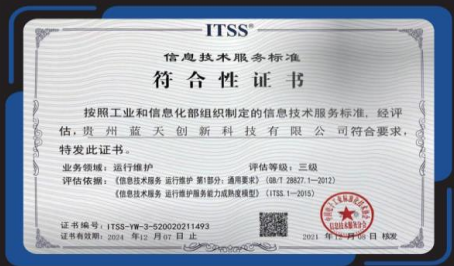 ITSS®
信息技术服务标准
符合性证书
按照工业和信息化部组织制定的信息技术服务标准, 经评
估, 贵州蓝天创新科技有限公司符合要求,
特发此证书。
业务领域: 运行维护 评估等级: 三级
评估依据: 《信息技术服务 运行维护 第1部分: 通用要求》 (GB/T 28827.1—2012)
《信息技术服务 运行维护服务能力成熟度模型》 (ITSS.1—2015)
证书编号: ITSS-YW-3-520020211493
证书有效期: 2024 年 12 月 07 日 止
2021 年 12 月 08 日 核发